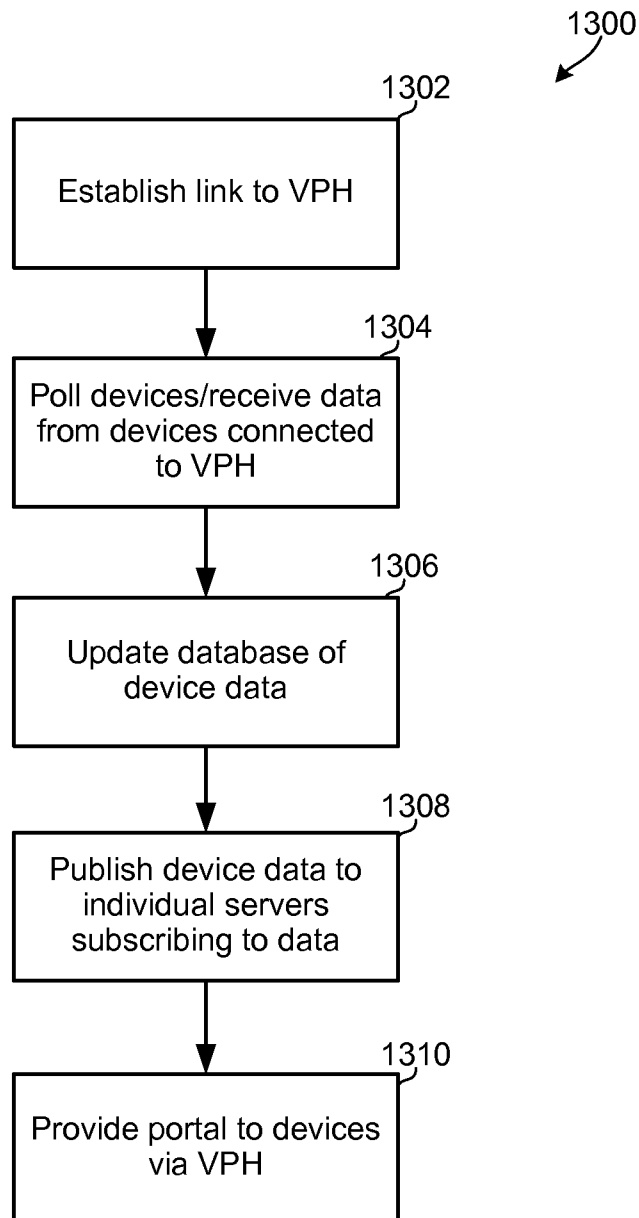 1300
1302
Establish link to VPH
1304
Poll devices/receive data
from devices connected
to VPH
1306
Update database of
device data
1308
Publish device data to
individual servers
subscribing to data
1310
Provide portal to devices
via VPH